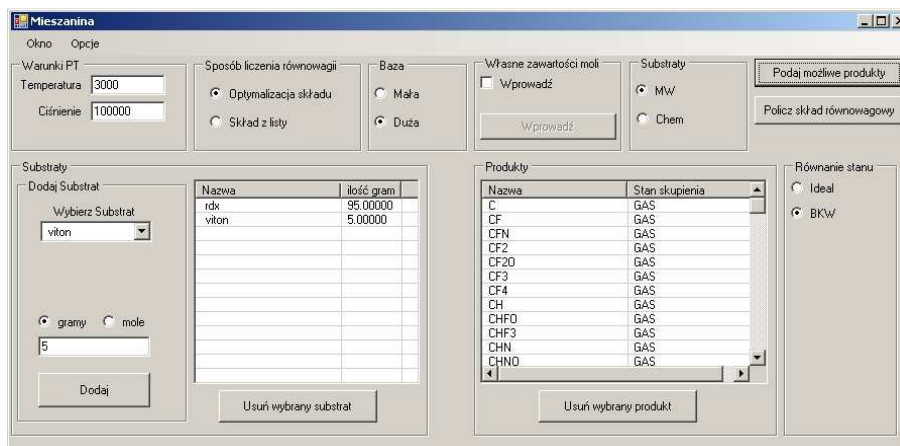 Mieszanina
Okno Opcje
Warunki PT
Temperatura 3000
Ciśnienie 100000
Sposób liczenia równowagii
Optymalizacja składu
Skład z listy
Baza
Mała
Duża
Własne zawartości moli
Wprowadź
Wprowadź
Substraty
MW
Chem
Podaj możliwe produkty
Policz skład równowagowy
Substraty
Dodaj Substrat
Wybierz Substrat
viton
gramy mole
5
Dodaj
Nazwa ilość gram
rdx 95.00000
viton 5.00000
Usuń wybrany substrat
Produkty
Nazwa Stan skupienia
C GAS
CF GAS
CFN GAS
CF2 GAS
CF2O GAS
CF3 GAS
CF4 GAS
CH GAS
CHFO GAS
CHF3 GAS
CHN GAS
CHNO GAS
Usuń wybrany produkt
Równanie stanu
Ideal
BKW